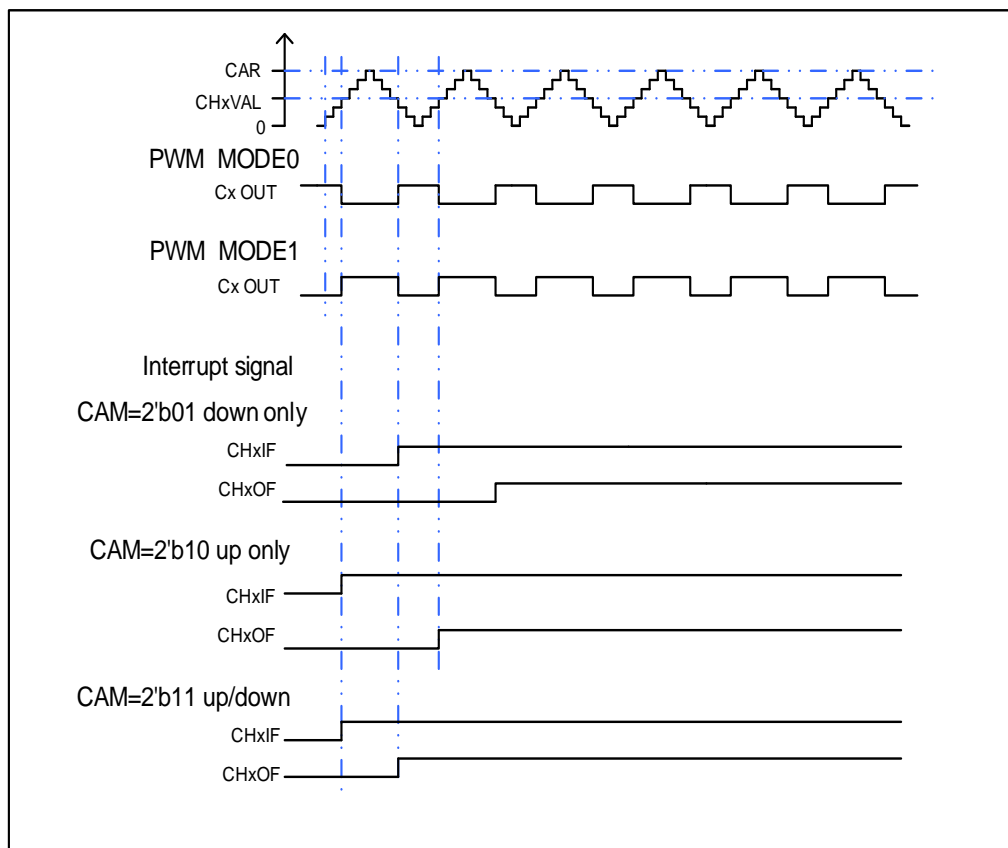 CAR
CHxVAL
0
PWM MODE0
Cx OUT
PWM MODE1
Cx OUT
Interrupt signal
CAM=2'b01 down only
CHxIF
CHxOF
CAM=2'b10 up only
CHxIF
CHxOF
CAM=2'b11 up/down
CHxIF
CHxOF